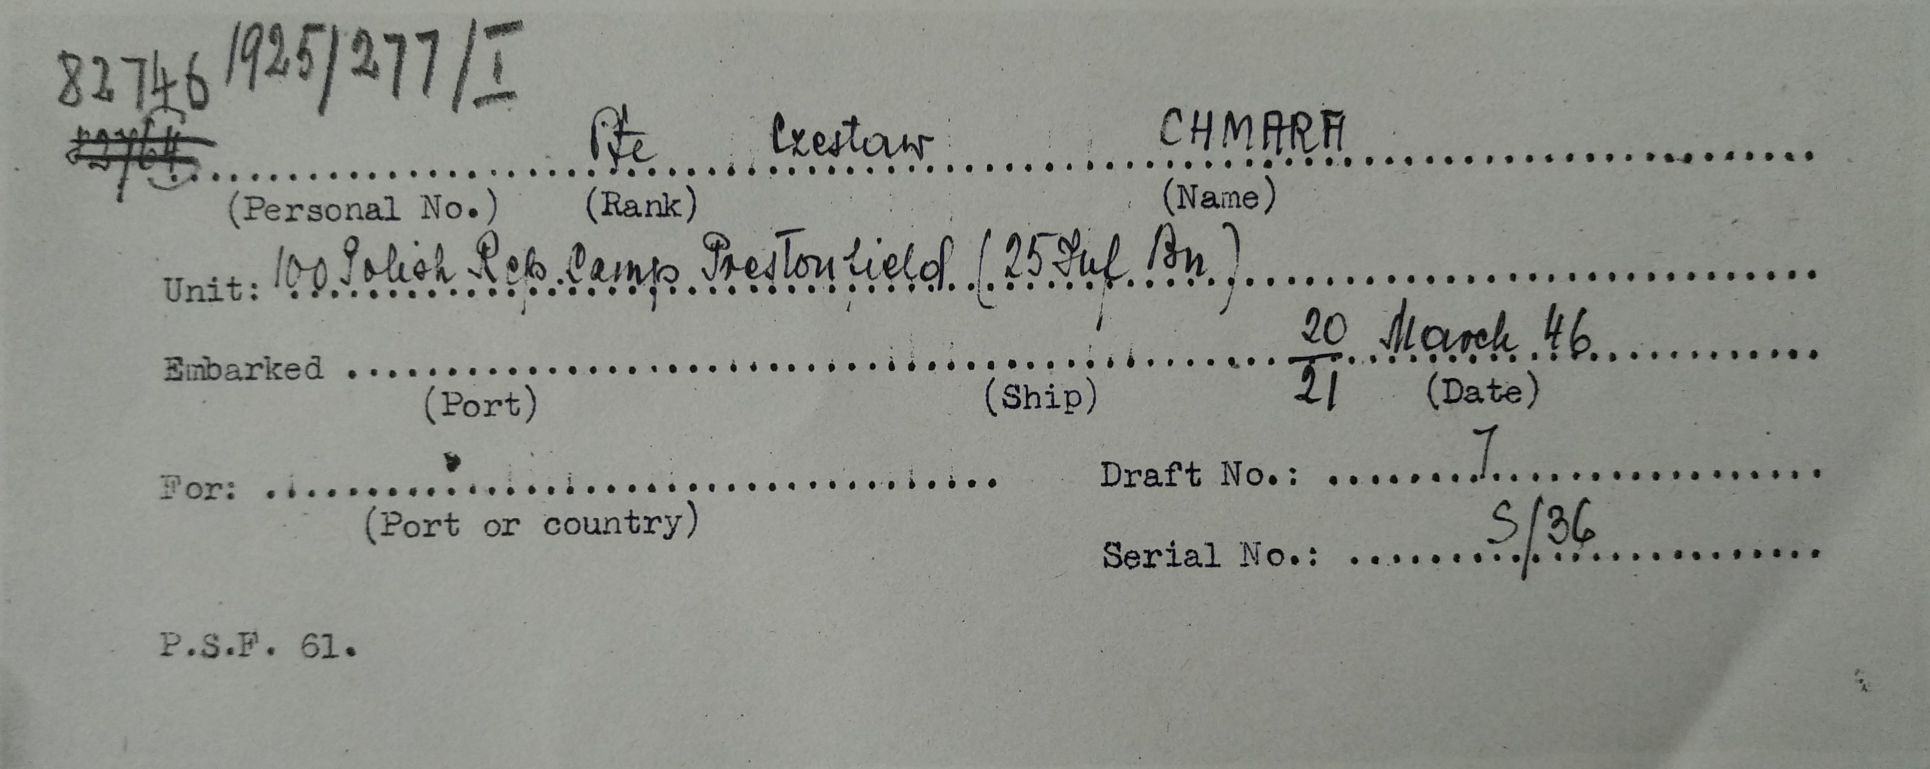 82746 1925/277/I
Pte Czesław CHMARA
(Personal No.) (Rank) (Name)
Unit: 100 Polish Rep. Camp Prestonfield (25 Inf Bn)
Embarked 20/21 March 46
(Port) (Ship) (Date)
For: Draft No.: 7
(Port or country)
Serial No.: S/36
P.S.F. 61.